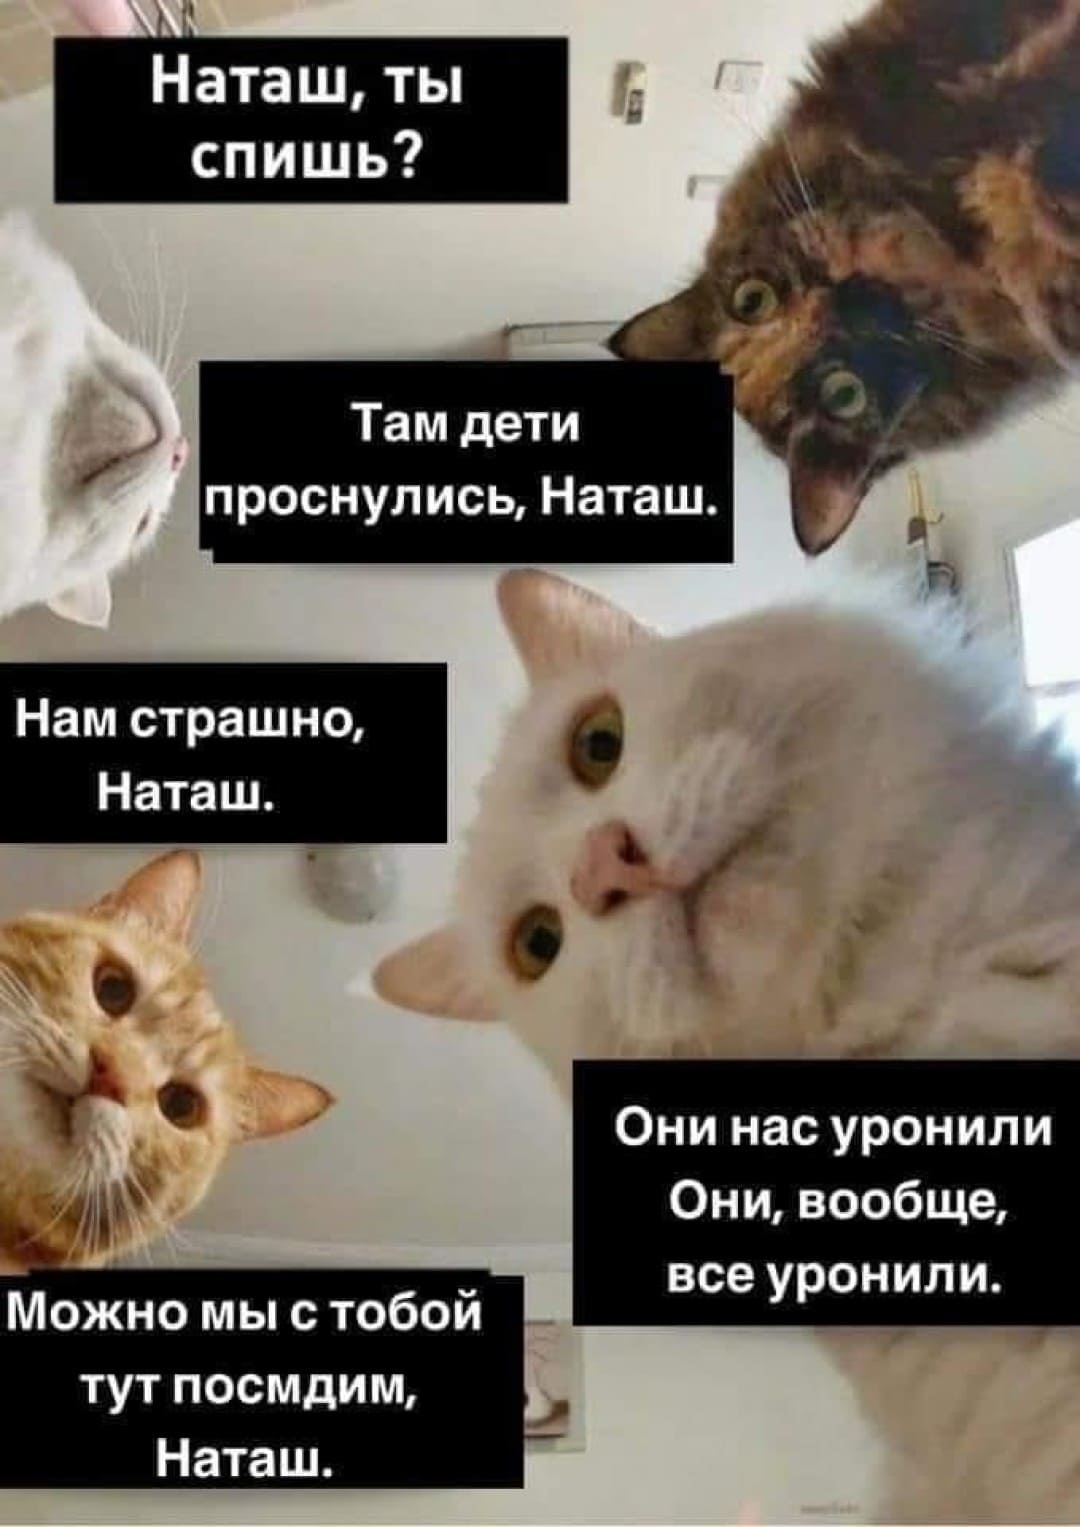 Наташ, ты
спишь?
Там дети
проснулись, Наташ.
Нам страшно,
Наташ.
Они нас уронили
Они, вообще,
все уронили.
Можно мы с тобой
тут посмдим,
Наташ.